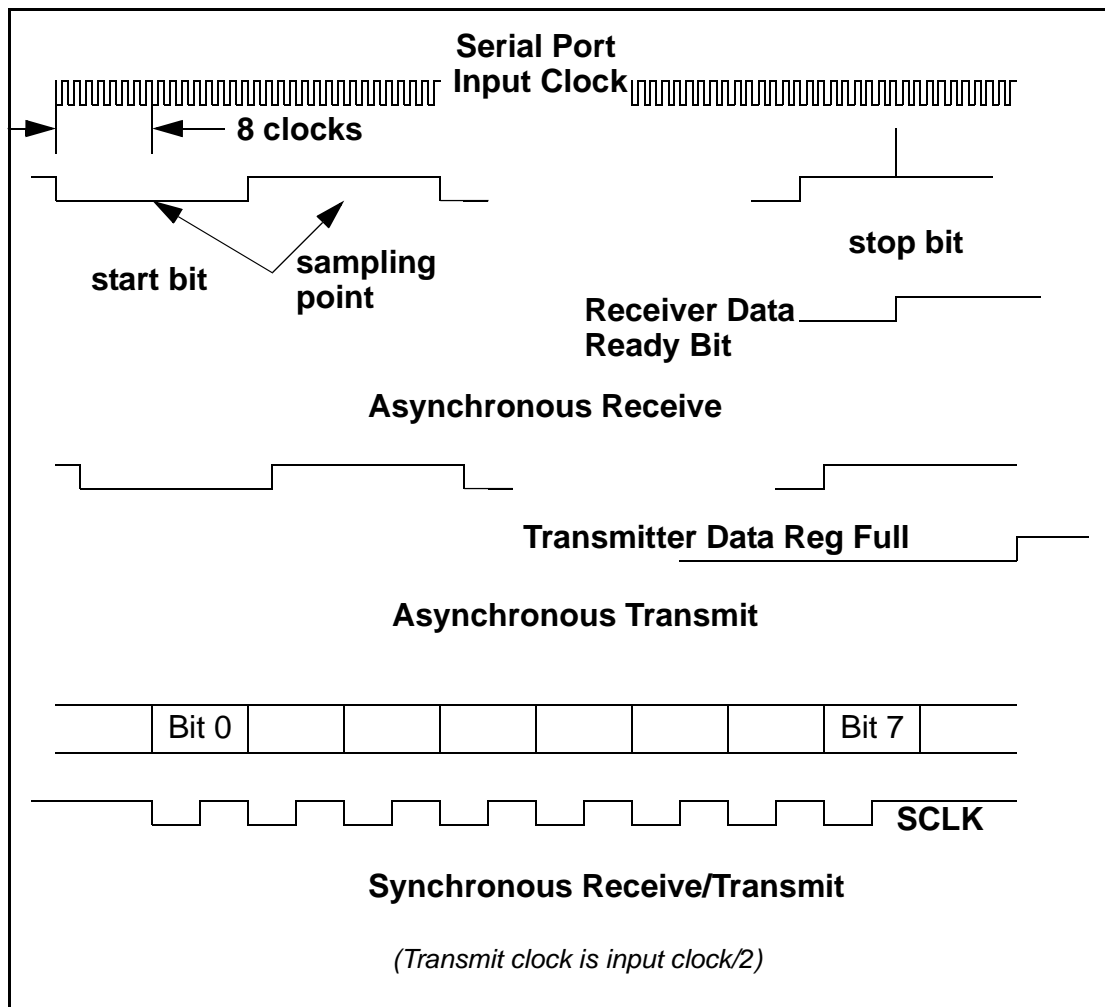 Serial Port
Input Clock
8 clocks
start bit
sampling
point
stop bit
Receiver Data
Ready Bit
Asynchronous Receive
Transmitter Data Reg Full
Asynchronous Transmit
Bit 0
Bit 7
SCLK
Synchronous Receive/Transmit
(Transmit clock is input clock/2)